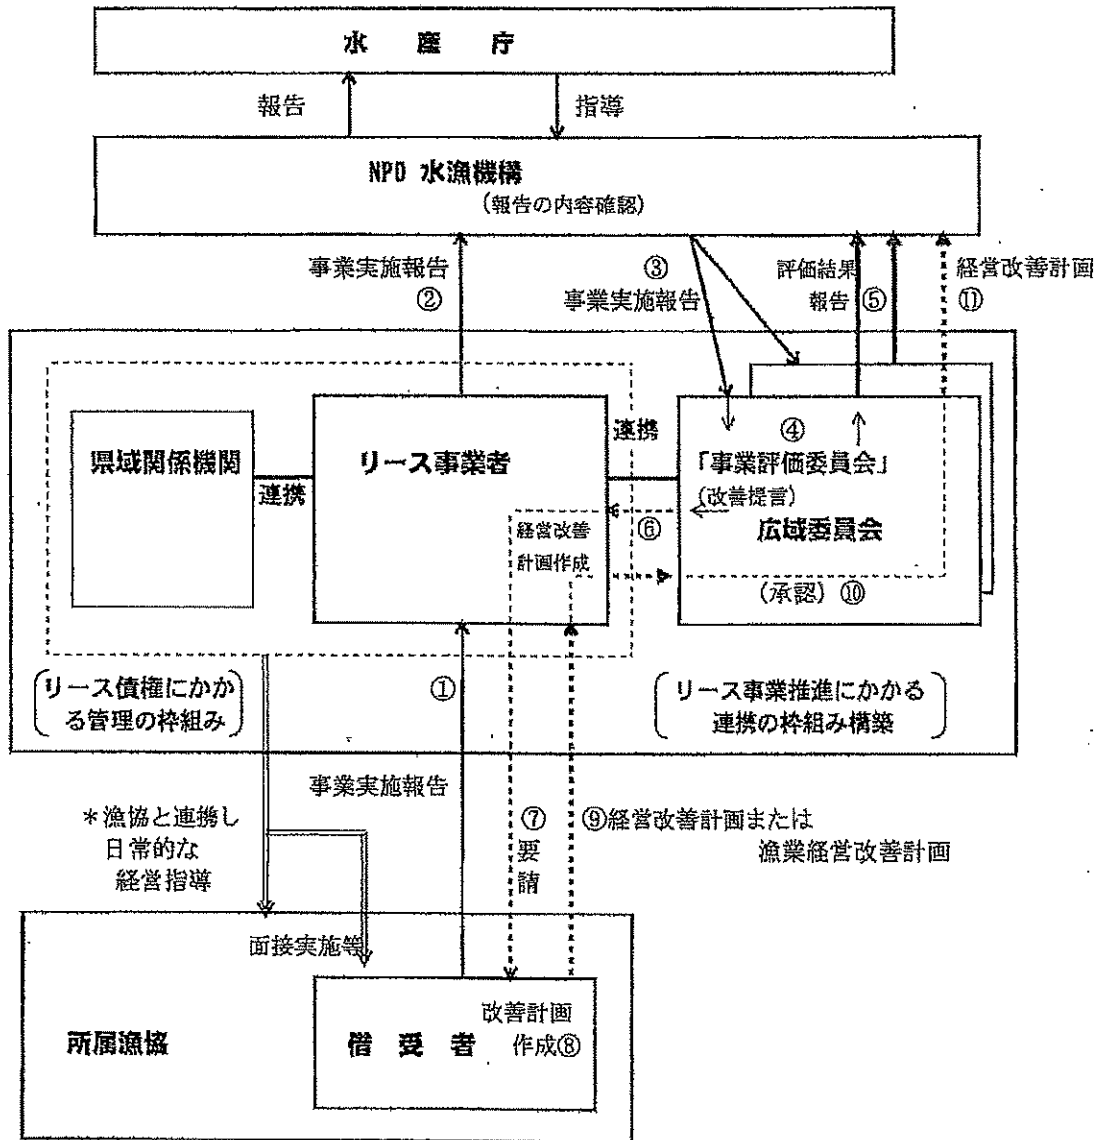 水産庁
報告
指導
NPO 水漁機構
(報告の内容確認)
事業実施報告
②
③
事業実施報告
評価結果
報告⑤
経営改善計画
⑪
県域関係機関
連携
リース事業者
連携
④
「事業評価委員会」
(改善提言)
広域委員会
⑥
経営改善
計画作成
(承認)⑩
リース債権にかか
る管理の枠組み
①
リース事業推進にかかる
連携の枠組み構築
事業実施報告
*漁協と連携し
日常的な
経営指導
⑦
要
請
⑨経営改善計画または
漁業経営改善計画
面接実施等
所属漁協
借受者
改善計画
作成⑧